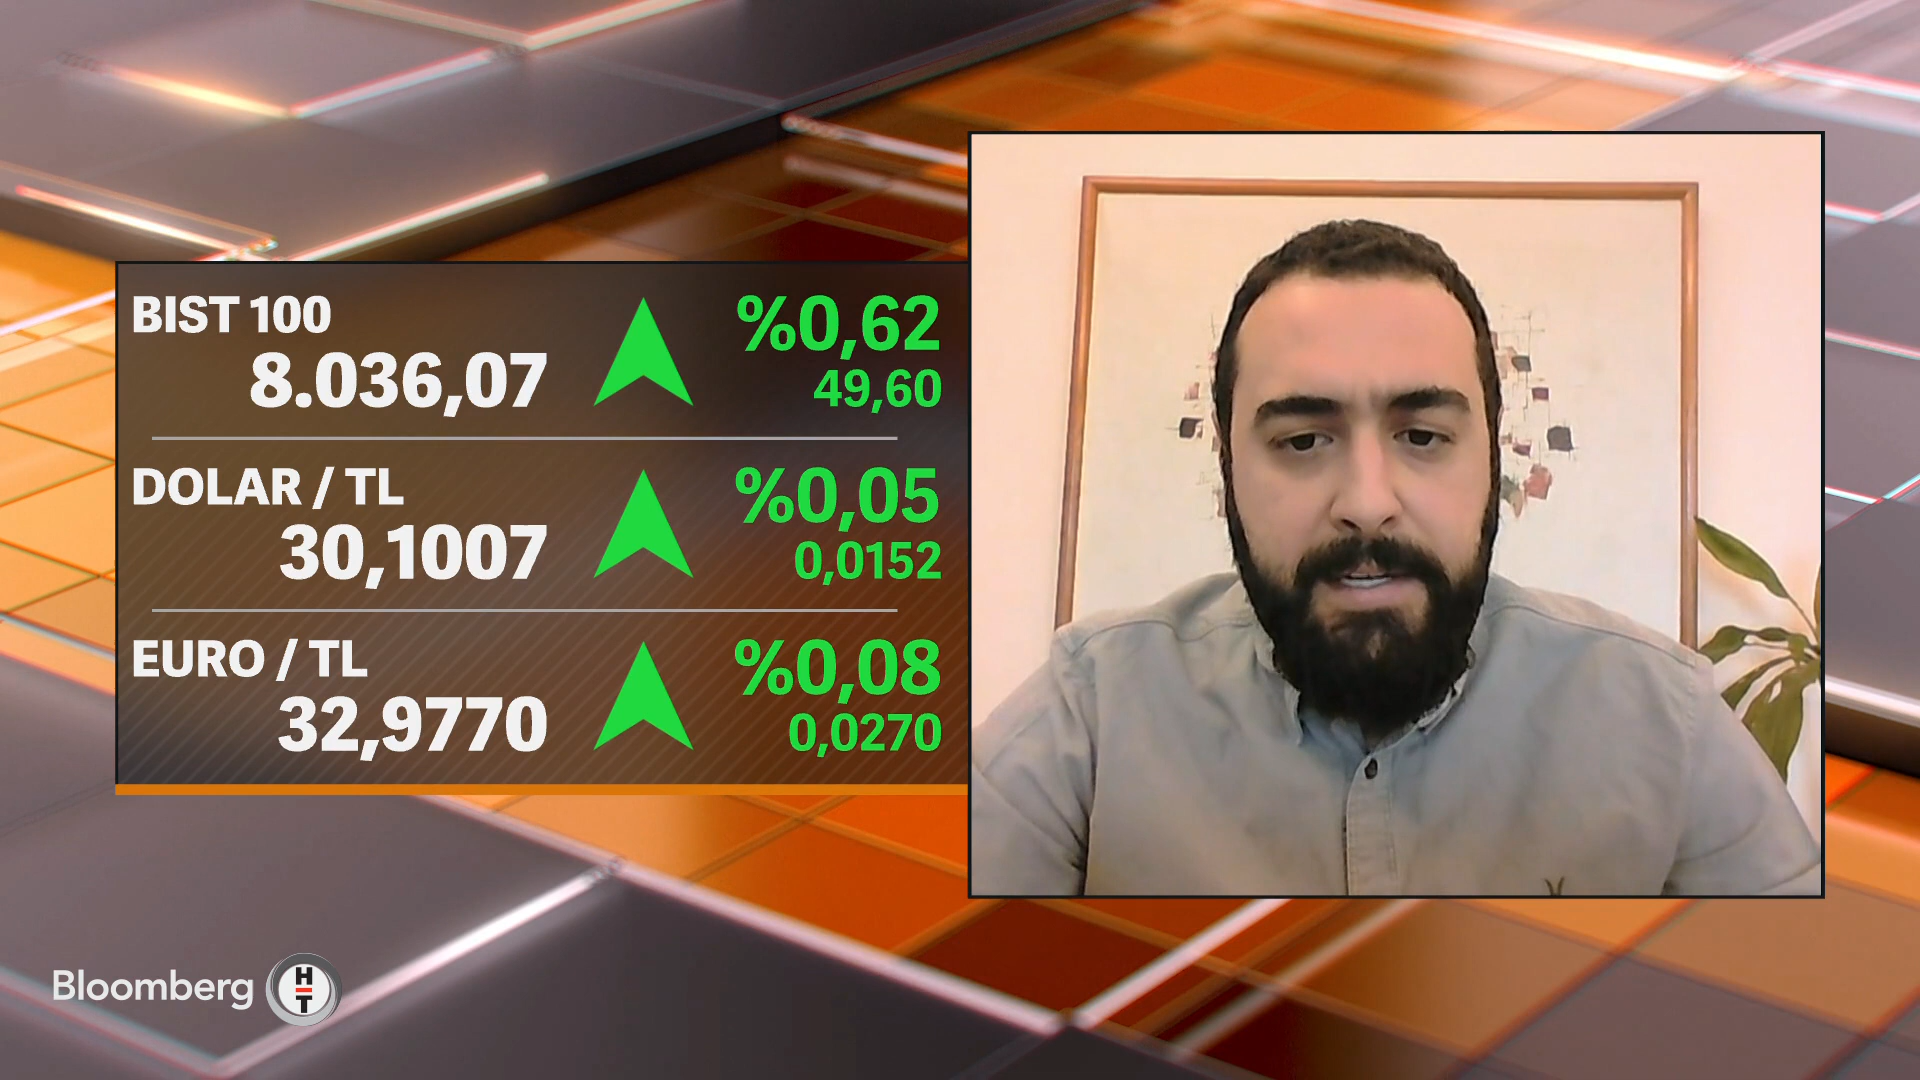 BIST 100
8.036,07
%0,62
49,60
DOLAR / TL
30,1007
%0,05
0,0152
EURO / TL
32,9770
%0,08
0,0270
Bloomberg HT